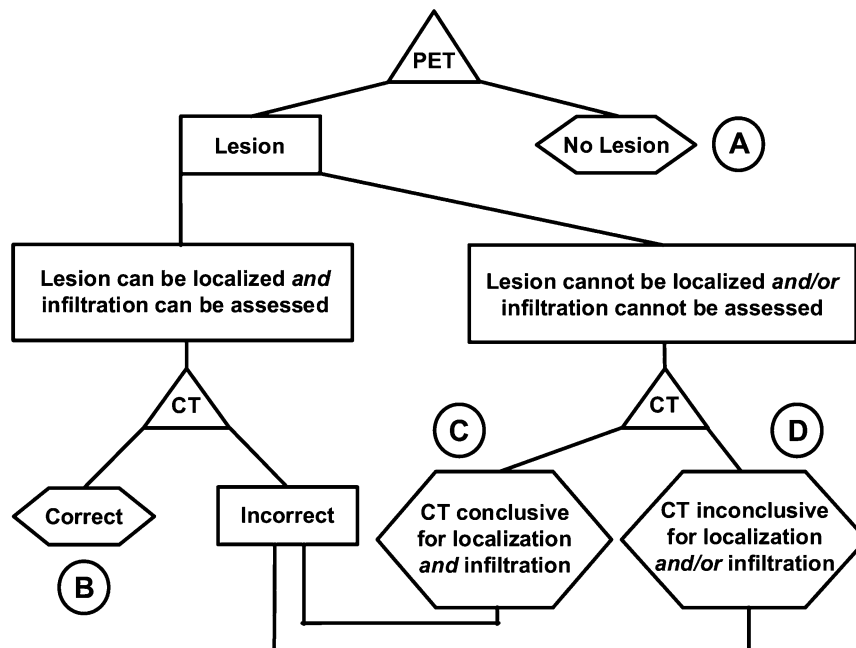 PET
Lesion
No Lesion
A
Lesion can be localized and
infiltration can be assessed
Lesion cannot be localized and/or
infiltration cannot be assessed
CT
CT
C
D
Correct
Incorrect
CT conclusive
for localization
and infiltration
CT inconclusive
for localization
and/or infiltration
B